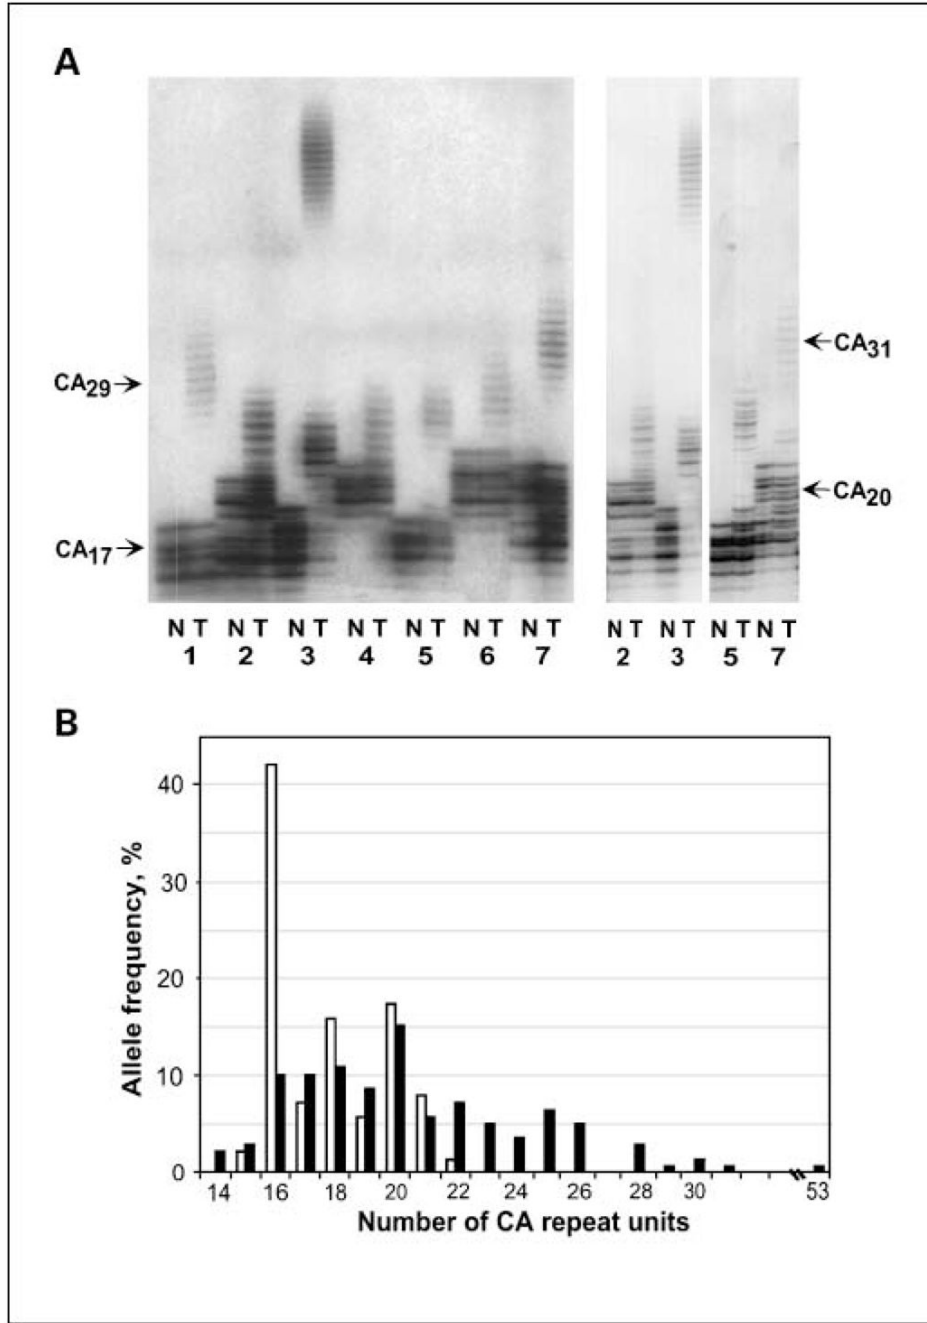 A
CA29
CA17
CA31
CA20
N T N T N T N T N T N T N T
1 2 3 4 5 6 7
N T N T N T N T
2 3 5 7
B
Allele frequency, %
40
30
20
10
0
14 16 18 20 22 24 26 28 30 53
Number of CA repeat units